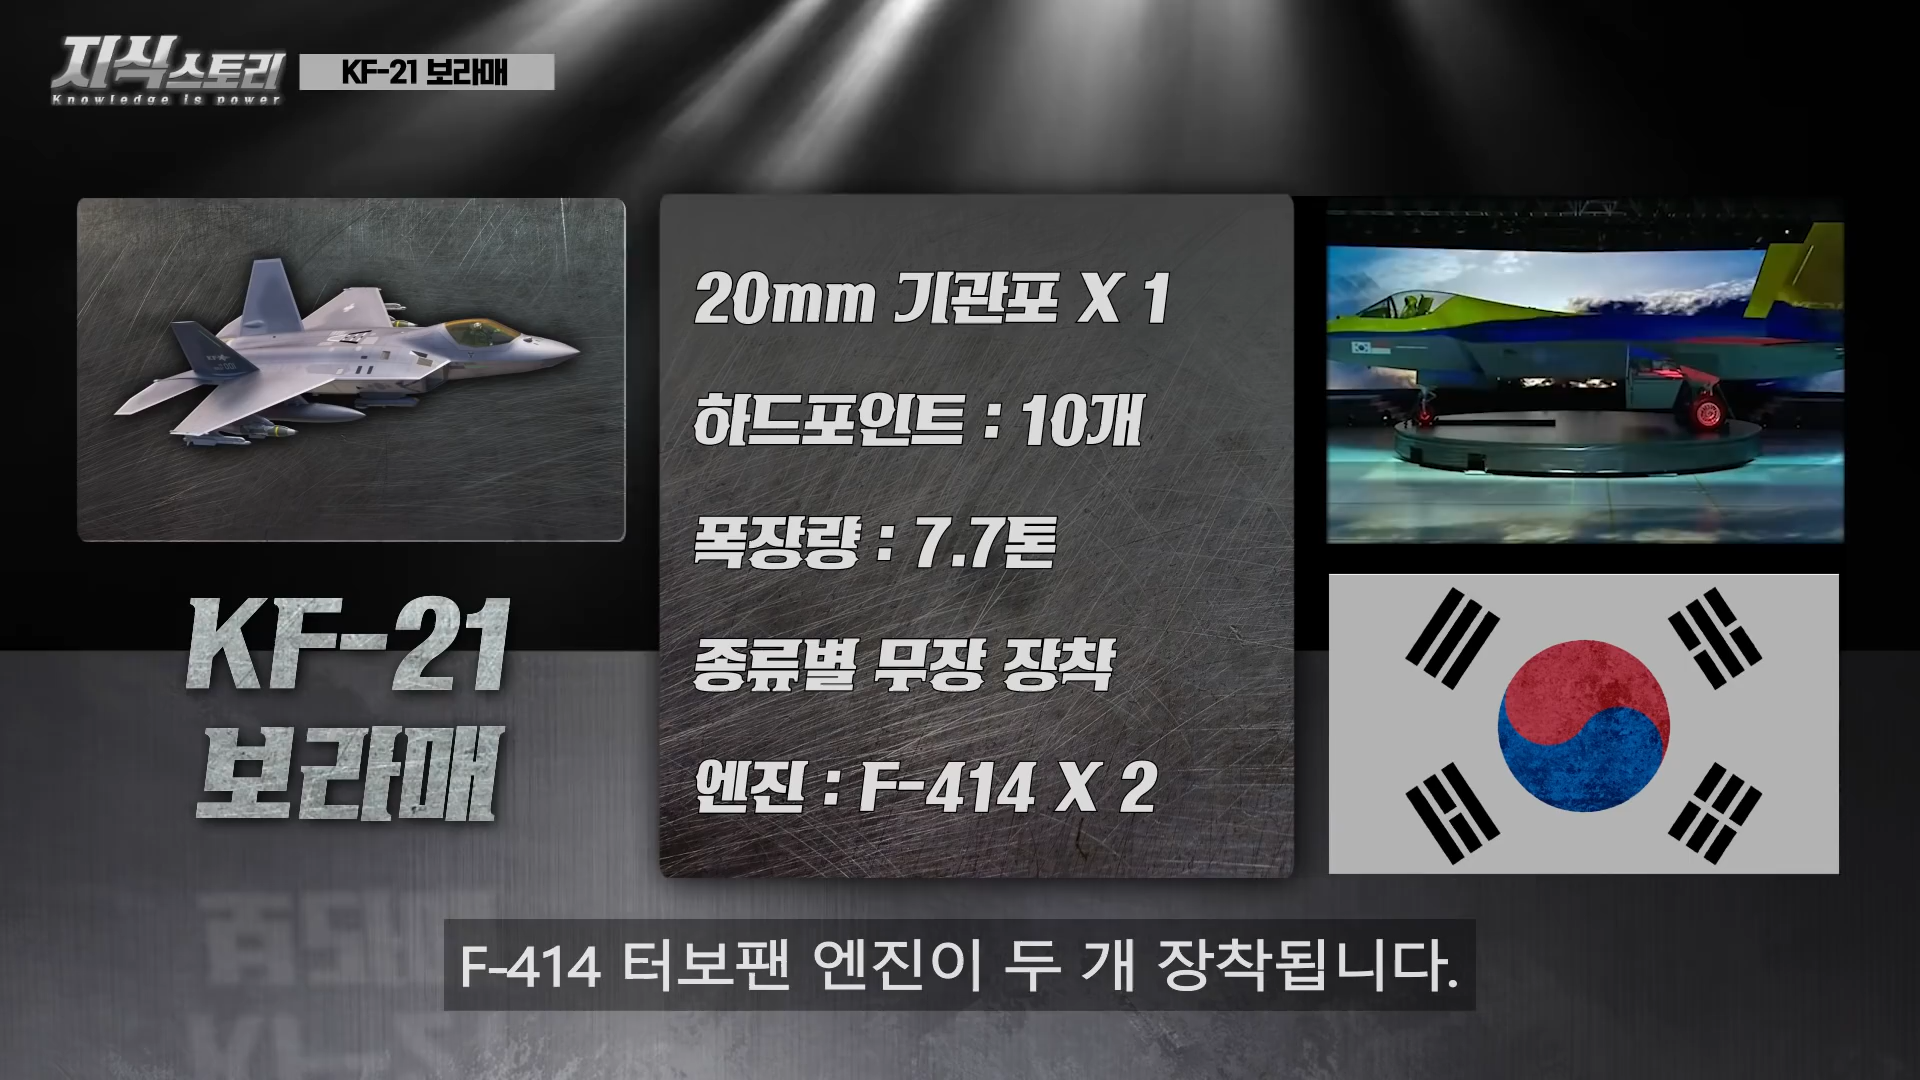 지식스토리
Knowledge is power
KF-21 보라매
20mm 기관포 X 1
하드포인트 : 10개
폭장량 : 7.7톤
종류별 무장 장착
엔진 : F-414 X 2
KF-21
보라매
F-414 터보팬 엔진이 두 개 장착됩니다.